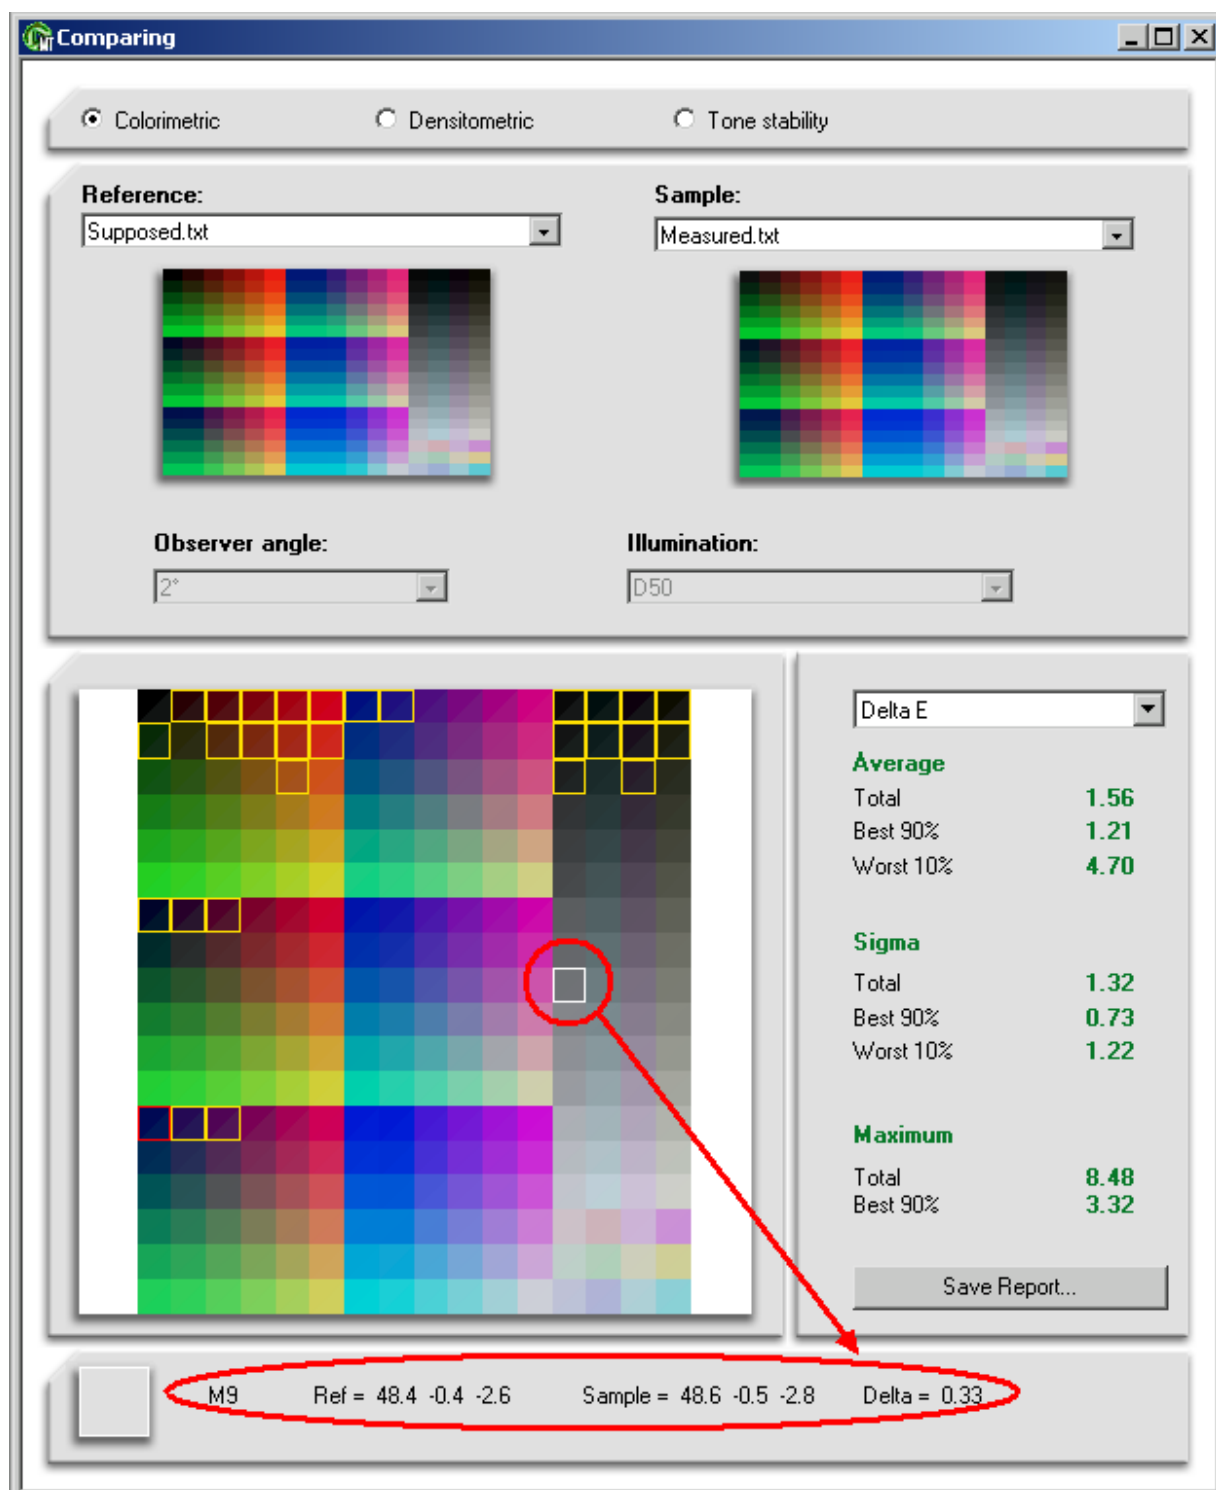 Comparing
Colorimetric Densitometric Tone stability
Reference: Sample:
Supposed.txt Measured.txt
Observer angle: Illumination:
2° D50
Delta E
Average
Total 1.56
Best 90% 1.21
Worst 10% 4.70
Sigma
Total 1.32
Best 90% 0.73
Worst 10% 1.22
Maximum
Total 8.48
Best 90% 3.32
Save Report...
M9 Ref = 48.4 -0.4 -2.6 Sample = 48.6 -0.5 -2.8 Delta = 0.33